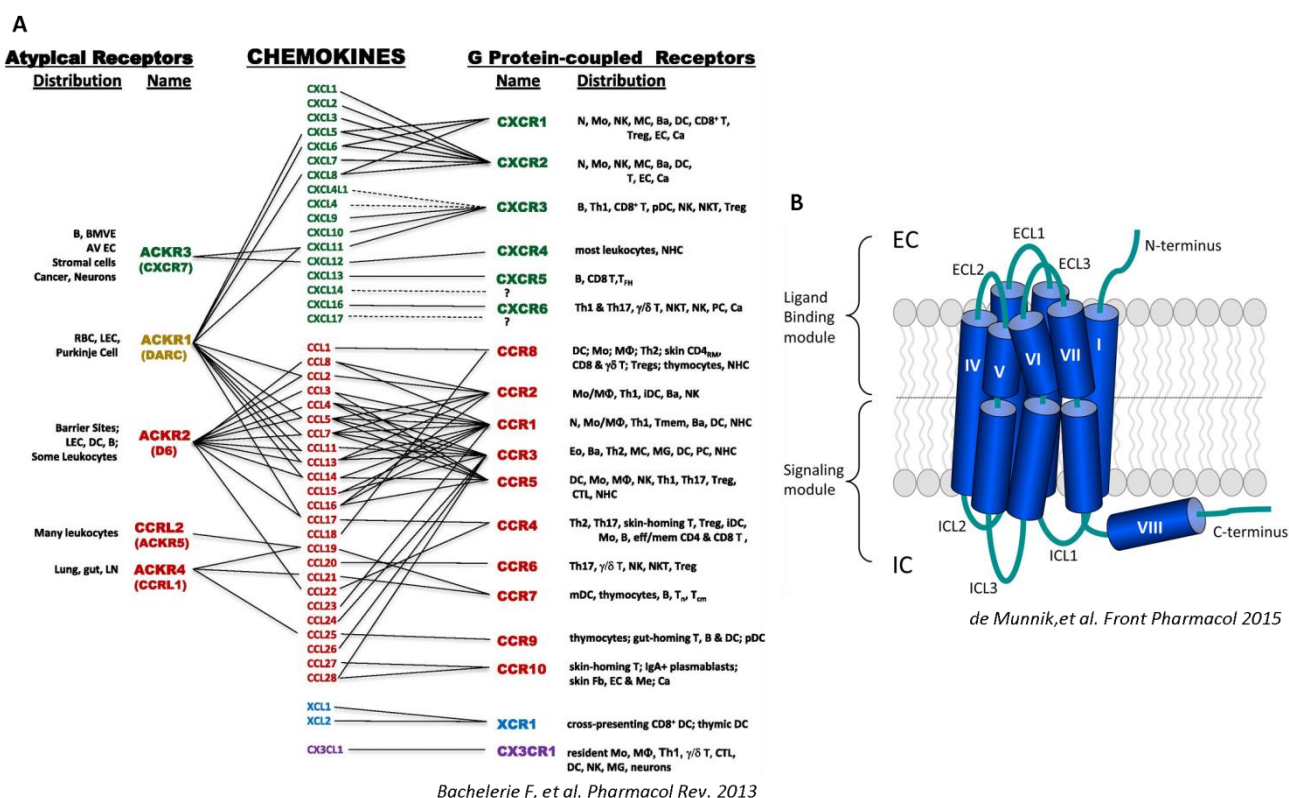 A
Atypical Receptors
Distribution Name
B, BMVE
AV EC
Stromal cells
Cancer, Neurons
ACKR3
(CXCR7)
RBC, LEC,
Purkinje Cell
ACKR1
(DARC)
Barrier Sites;
LEC, DC, B;
Some Leukocytes
ACKR2
(D6)
Many leukocytes
CCRL2
(ACKR5)
Lung, gut, LN
ACKR4
(CCRL1)
CHEMOKINES
CXCL1
CXCL2
CXCL3
CXCL5
CXCL6
CXCL7
CXCL8
CXCL4L1
CXCL4
CXCL9
CXCL10
CXCL11
CXCL12
CXCL13
CXCL14
CXCL16
CXCL17
CCL1
CCL8
CCL2
CCL3
CCL4
CCL5
CCL7
CCL11
CCL13
CCL14
CCL15
CCL16
CCL17
CCL18
CCL19
CCL20
CCL21
CCL22
CCL23
CCL24
CCL25
CCL26
CCL27
CCL28
XCL1
XCL2
CX3CL1
G Protein-coupled Receptors
Name Distribution
CXCR1 N, Mo, NK, MC, Ba, DC, CD8⁺ T,
Treg, EC, Ca
CXCR2 N, Mo, NK, MC, Ba, DC,
T, EC, Ca
CXCR3 B, Th1, CD8⁺ T, pDC, NK, NKT, Treg
CXCR4 most leukocytes, NHC
CXCR5 B, CD8 T,T_FH
?
CXCR6 Th1 & Th17, γ/δ T, NKT, NK, PC, Ca
?
CCR8 DC; Mo; MΦ; Th2; skin CD4_RM,
CD8 & γδ T; Tregs; thymocytes, NHC
CCR2 Mo/MΦ, Th1, iDC, Ba, NK
CCR1 N, Mo/MΦ, Th1, Tmem, Ba, DC, NHC
CCR3 Eo, Ba, Th2, MC, MG, DC, PC, NHC
CCR5 DC, Mo, MΦ, NK, Th1, Th17, Treg,
CTL, NHC
CCR4 Th2, Th17, skin-homing T, Treg, iDC,
Mo, B, eff/mem CD4 & CD8 T ,
CCR6 Th17, γ/δ T, NK, NKT, Treg
CCR7 mDC, thymocytes, B, T_n, T_cm
CCR9 thymocytes; gut-homing T, B & DC; pDC
CCR10 skin-homing T; IgA+ plasmablasts;
skin Fb, EC & Me; Ca
XCR1 cross-presenting CD8⁺ DC; thymic DC
CX3CR1 resident Mo, MΦ, Th1, γ/δ T, CTL,
DC, NK, MG, neurons
Bachelerie F, et al. Pharmacol Rev. 2013
B
EC
ECL1
N-terminus
ECL2
ECL3
Ligand
Binding
module
IV
V
VI
VII
I
Signaling
module
ICL2
ICL1
VIII
C-terminus
IC
ICL3
de Munnik,et al. Front Pharmacol 2015